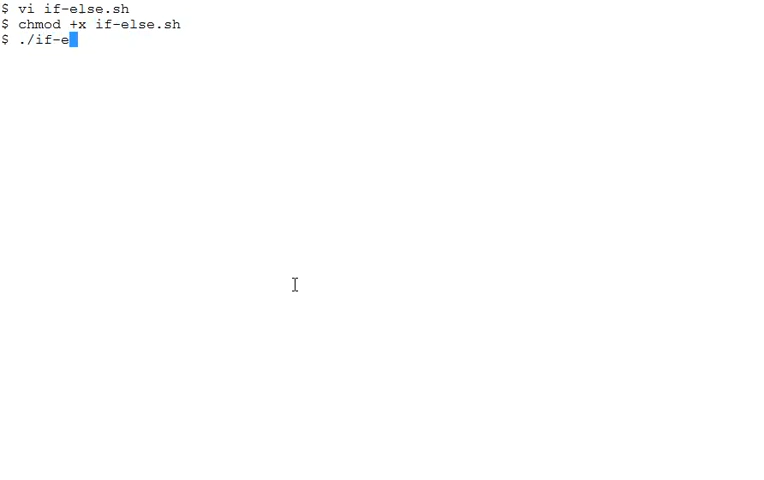 $ vi if-else.sh
$ chmod +x if-else.sh
$ ./if-e